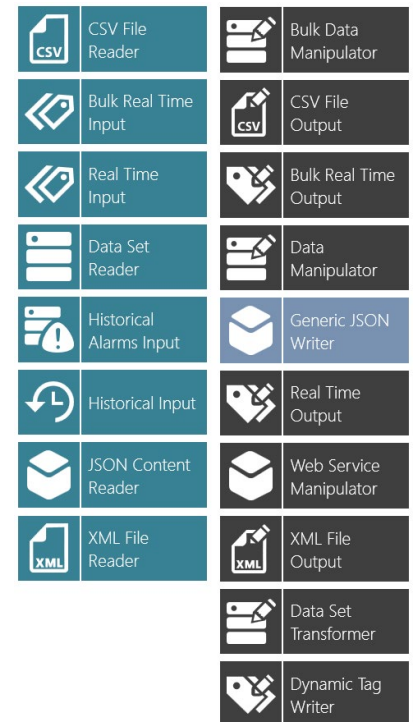 CSV
CSV File
Reader
Bulk Real Time
Input
Real Time
Input
Data Set
Reader
Historical
Alarms Input
Historical Input
JSON Content
Reader
XML
XML File
Reader
Bulk Data
Manipulator
CSV
CSV File
Output
Bulk Real Time
Output
Data
Manipulator
Generic JSON
Writer
Real Time
Output
Web Service
Manipulator
XML
XML File
Output
Data Set
Transformer
Dynamic Tag
Writer